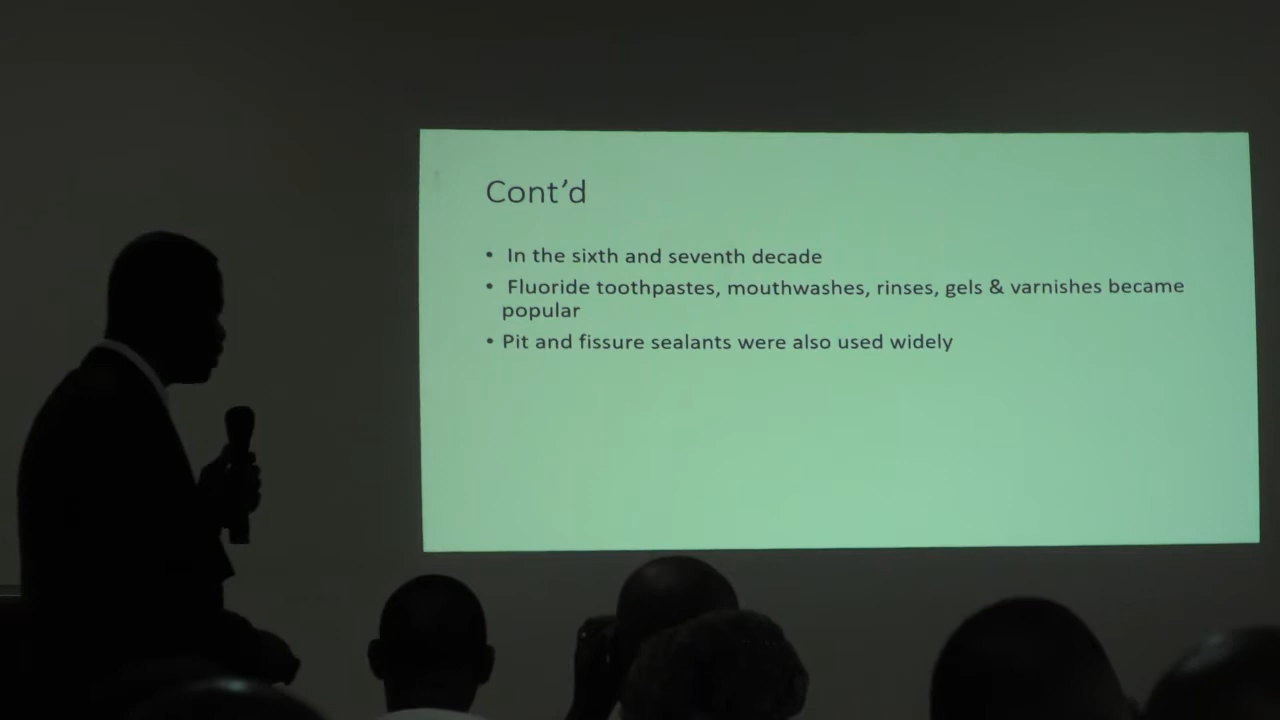 Cont’d
• In the sixth and seventh decade
• Fluoride toothpastes, mouthwashes, rinses, gels & varnishes became
popular
• Pit and fissure sealants were also used widely